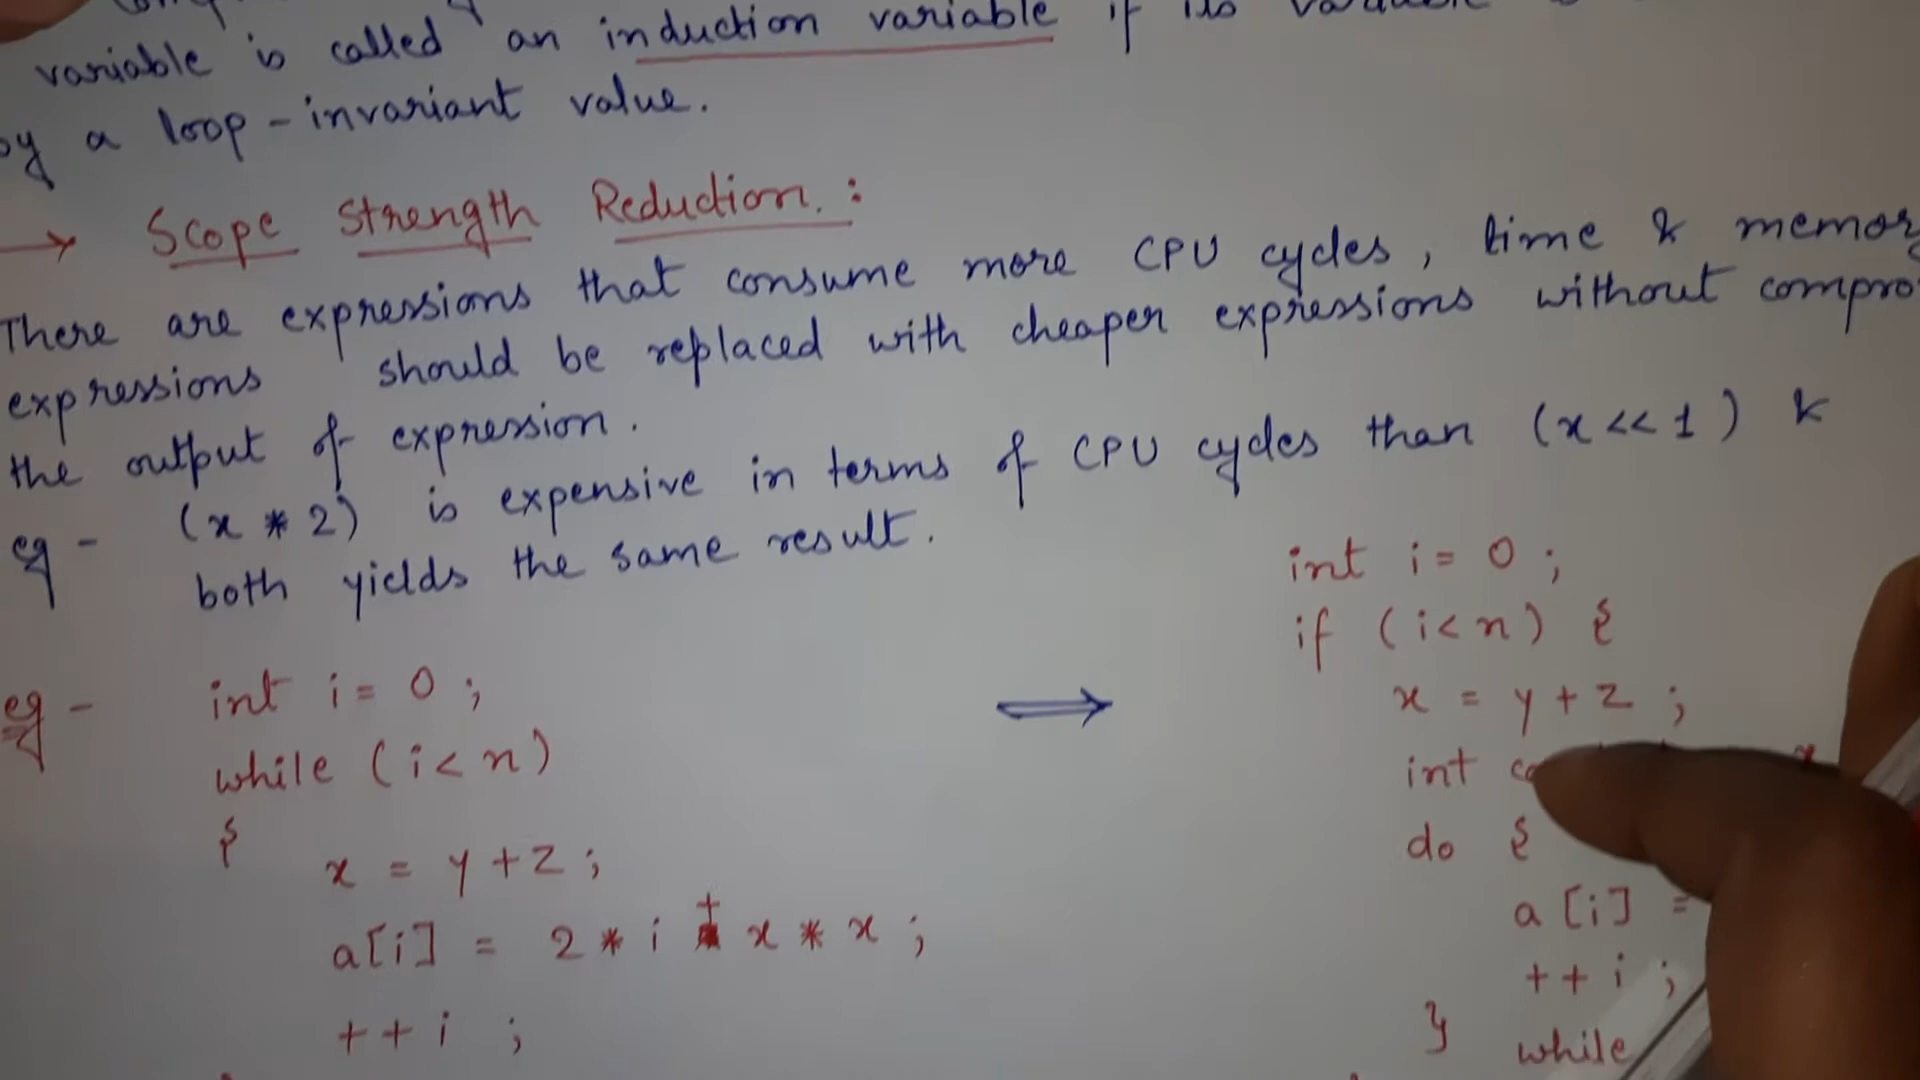 variable is called an induction variable if its
by a loop-invariant value.
→ Scope Strength Reduction. :
There are expressions that consume more CPU cycles, time &
expressions should be replaced with cheaper expressions without
the output of expression.
eg - (x * 2) is expensive in terms of CPU cycles than (x << 1) &
both yields the same result.
eg - int i = 0 ;
while (i < n)
{
x = y + z ;
a[i] = 2 * i + x * x ;
++ i ;
⟹
int i = 0 ;
if (i < n) {
x = y + z ;
int
do {
a [i] =
++ i ;
}
while